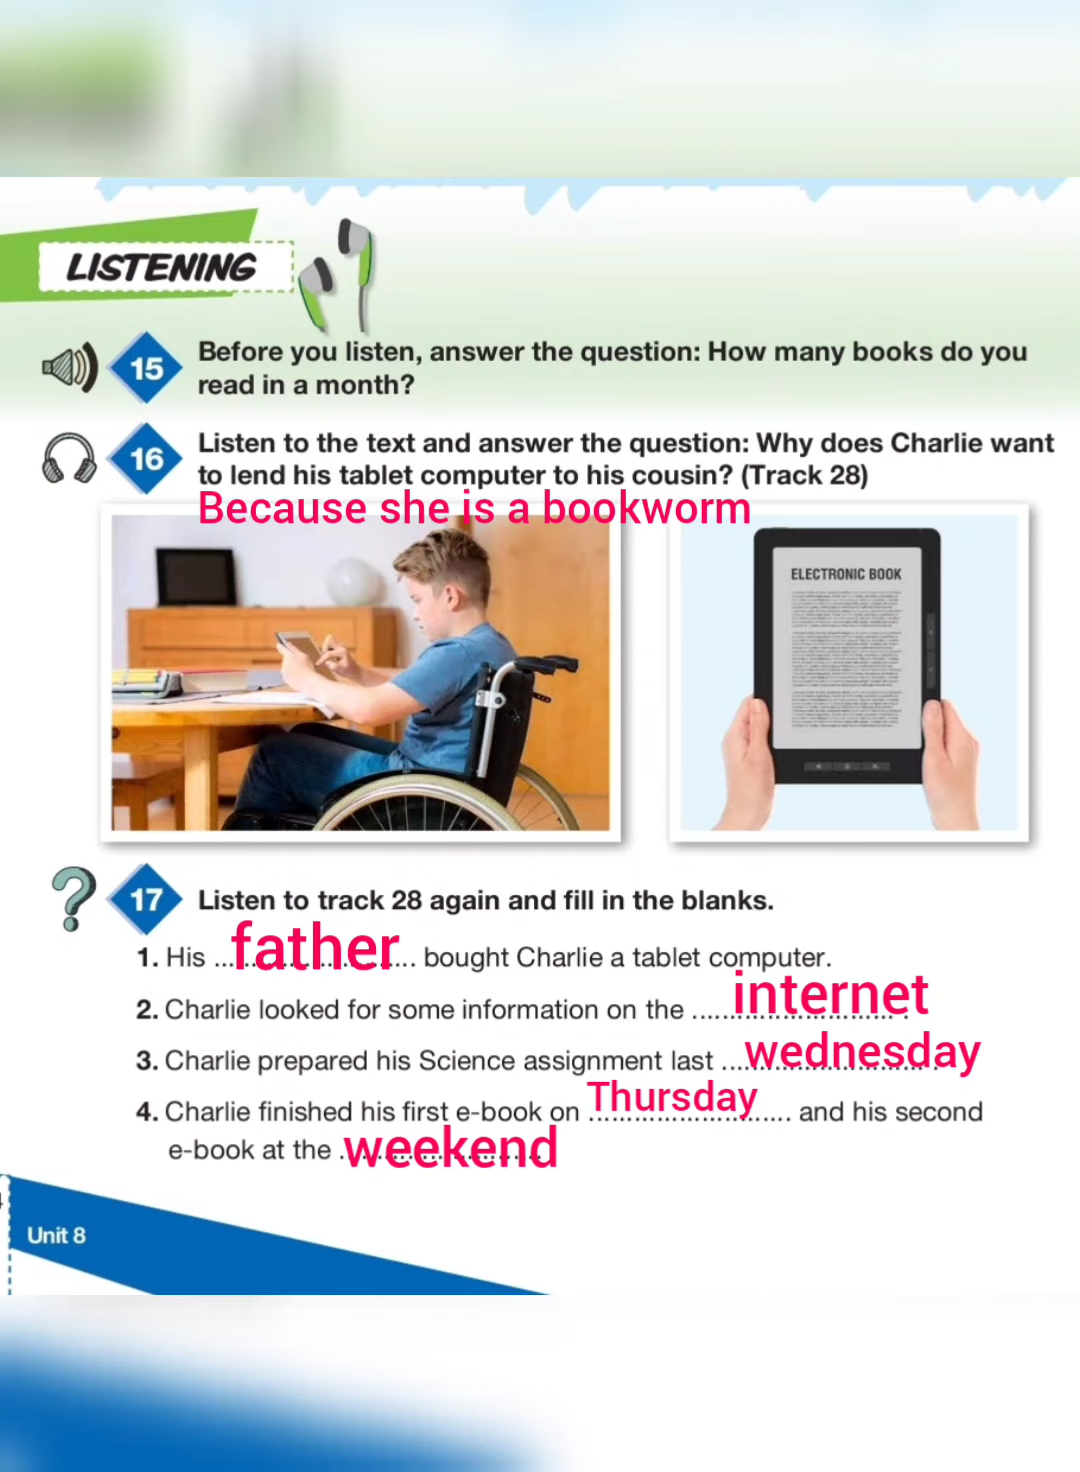 LISTENING
15 Before you listen, answer the question: How many books do you
read in a month?
16 Listen to the text and answer the question: Why does Charlie want
to lend his tablet computer to his cousin? (Track 28)
Because she is a bookworm
ELECTRONIC BOOK
17 Listen to track 28 again and fill in the blanks.
1. His father bought Charlie a tablet computer.
2. Charlie looked for some information on the internet.
3. Charlie prepared his Science assignment last wednesday.
4. Charlie finished his first e-book on Thursday and his second
e-book at the weekend
Unit 8